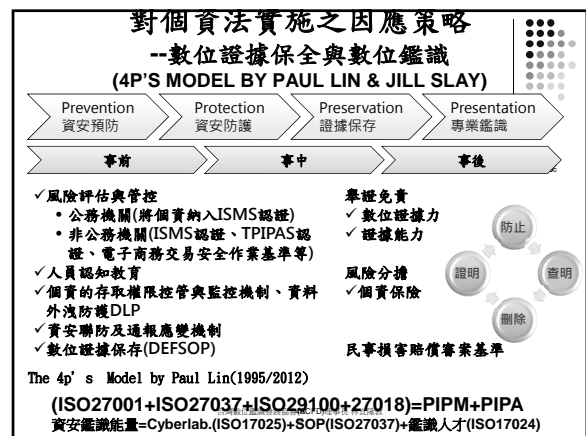 對個資法實施之因應策略
--數位證據保全與數位鑑識
(4P'S MODEL BY PAUL LIN & JILL SLAY)
Prevention
資安預防
Protection
資安防護
Preservation
證據保存
Presentation
專業鑑識
事前
事中
事後
✓風險評估與管控
• 公務機關(將個資納入ISMS認證)
• 非公務機關(ISMS認證、TPIPAS認
證、電子商務交易安全作業基準等)
✓人員認知教育
✓個資的存取權限控管與監控機制、資料
外洩防護DLP
✓資安聯防及通報應變機制
✓數位證據保存(DEFSOP)
舉證免責
✓ 數位證據力
✓ 證據能力
風險分擔
✓個資保險
民事損害賠償審案基準
防止
證明
查明
刪除
The 4p's Model by Paul Lin(1995/2012)
(ISO27001+ISO27037+ISO29100+27018)=PIPM+PIPA
資安鑑識能量=Cyberlab.(ISO17025)+SOP(ISO27037)+鑑識人才(ISO17024)